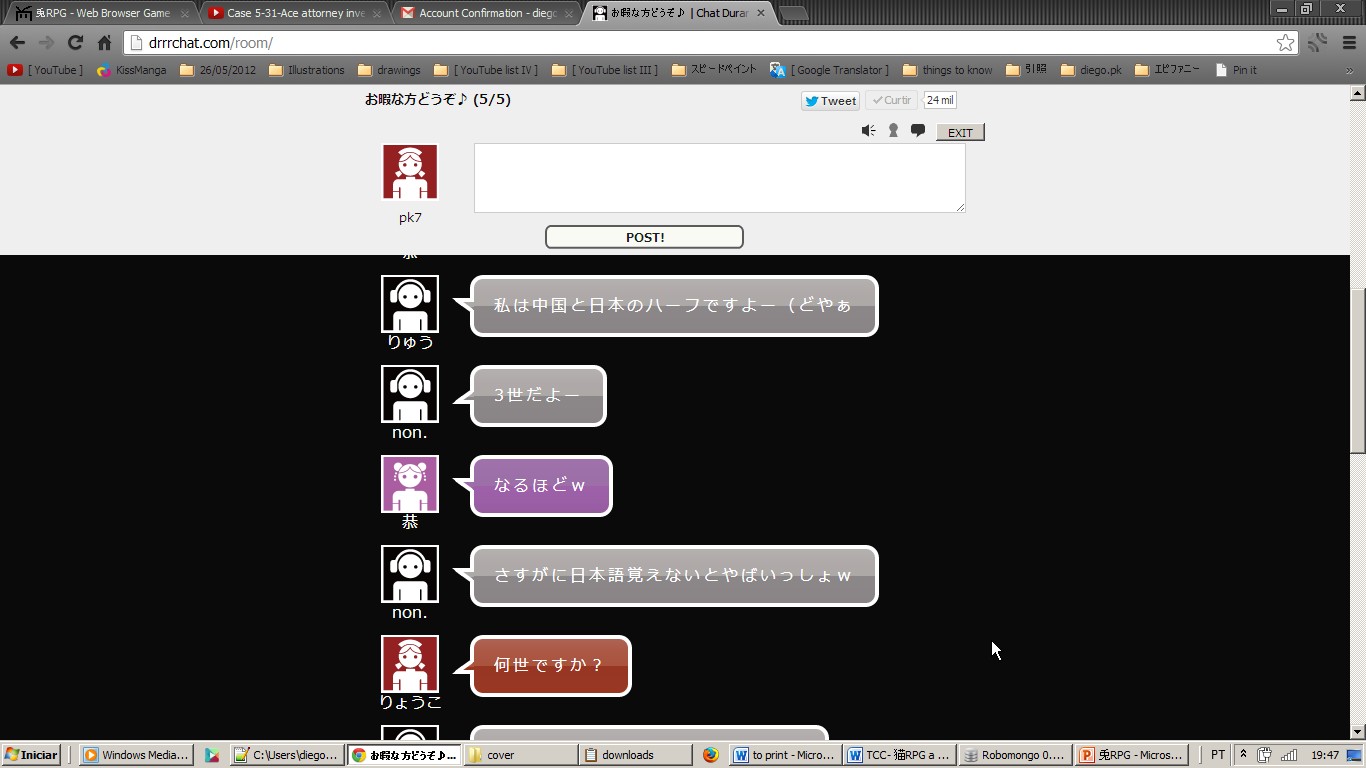 兎RPG - Web Browser Game
Case 5-31-Ace attorney inve
Account Confirmation - diego
お暇な方どうぞ♪ | Chat Durar
drrrchat.com/room/
[ YouTube ]
KissManga
26/05/2012
Illustrations
drawings
[ YouTube list IV ]
[ YouTube list III ]
スピードペイント
[ Google Translator ]
things to know
引照
diego.pk
エピファニー
Pin it
»
お暇な方どうぞ♪ (5/5)
Tweet
Curtir
24 mil
EXIT
pk7
POST!
私は中国と日本のハーフですよー（どやぁ
りゅう
3世だよー
non.
なるほどｗ
恭
さすがに日本語覚えないとやばいっしょｗ
non.
何世ですか？
りょうこ
Iniciar
Windows Media...
C:\Users\diego...
お暇な方どうぞ♪...
cover
downloads
to print - Micro...
TCC- 猫RPG a ...
Robomongo 0....
兎RPG - Micros...
PT
19:47